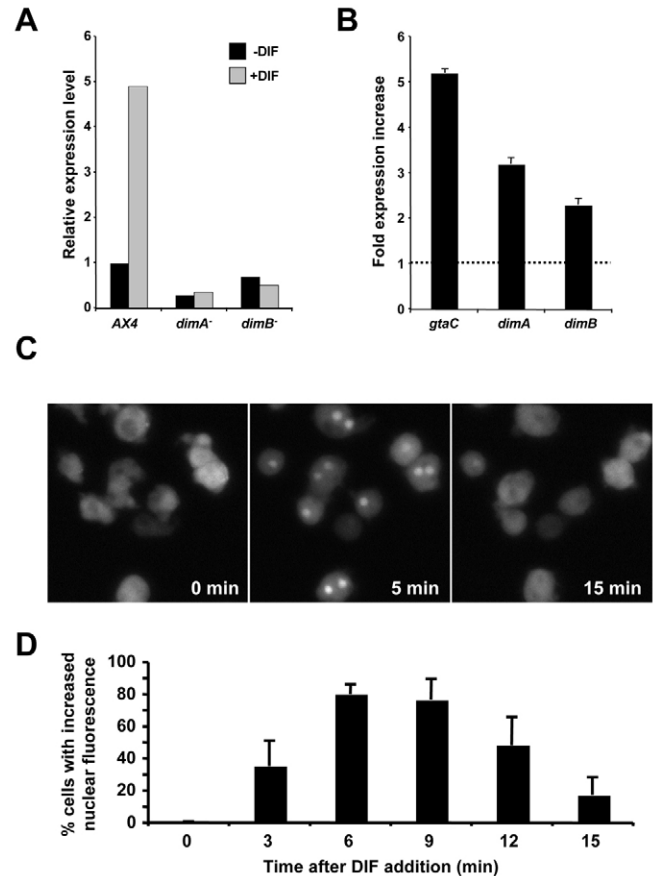 A
Relative expression level
6
5
4
3
2
1
0
-DIF
+DIF
AX4 dimA- dimB-
B
Fold expression increase
6
5
4
3
2
1
0
gtaC dimA dimB
C
0 min 5 min 15 min
D
% cells with increased
nuclear fluorescence
100
80
60
40
20
0
0 3 6 9 12 15
Time after DIF addition (min)